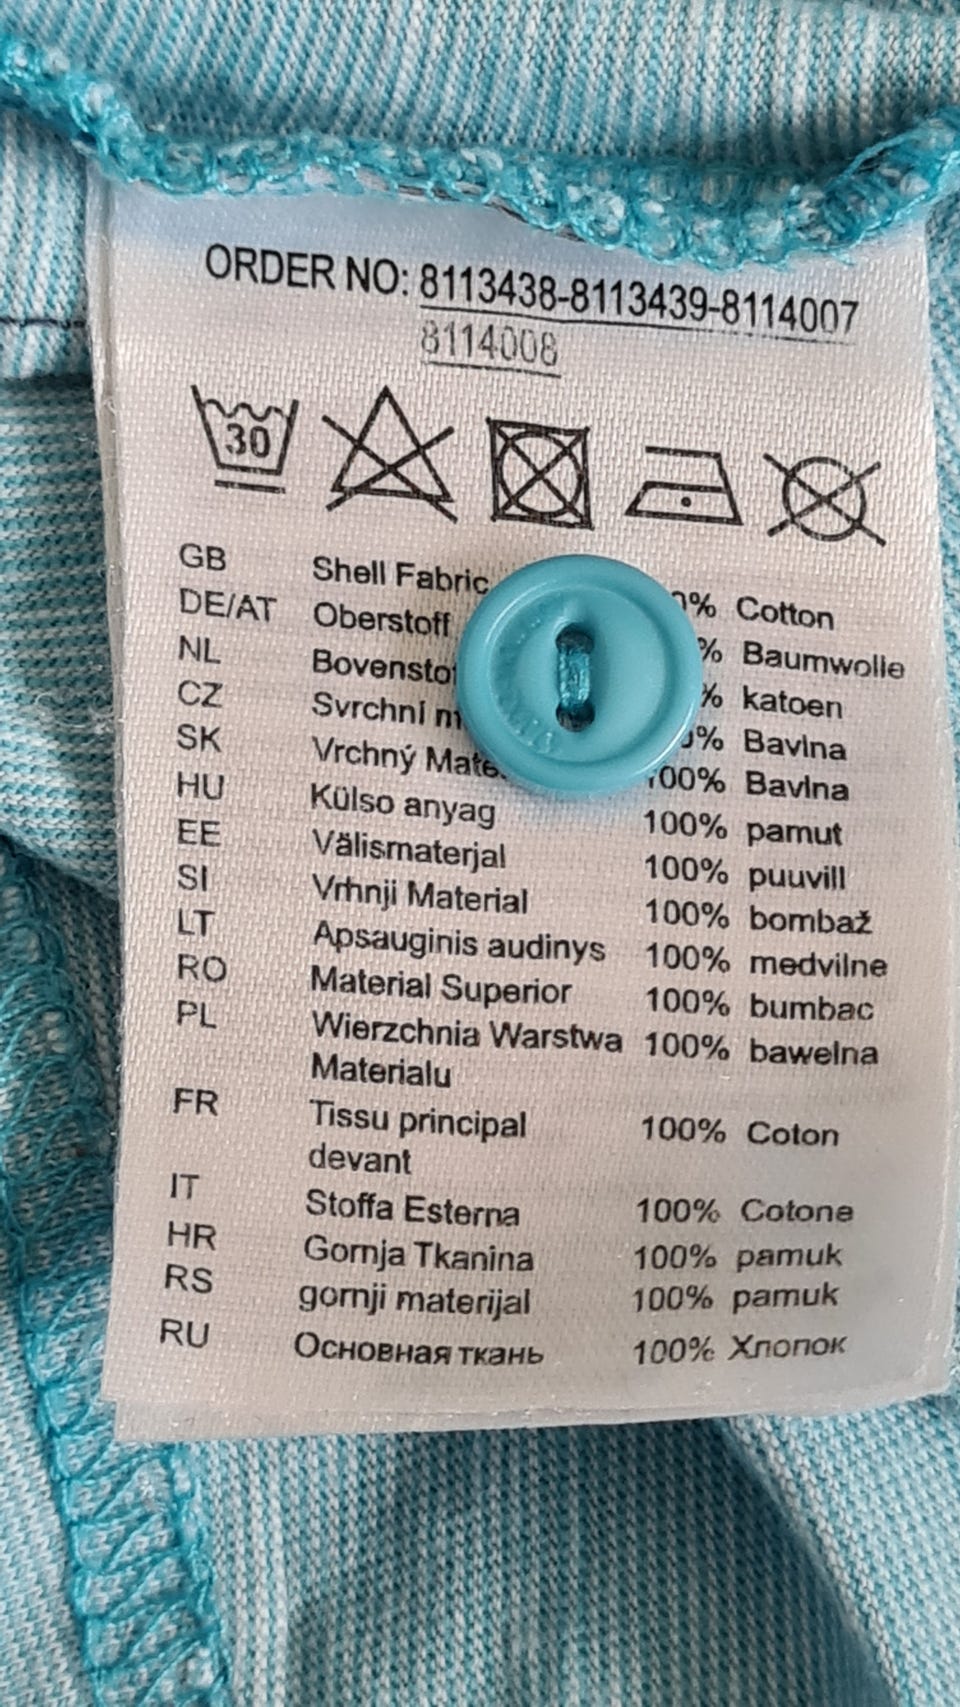 ORDER NO: 8113438-8113439-8114007
8114008
30
GB Shell Fabric % Cotton
DE/AT Oberstoff % Baumwolle
NL % katoen
CZ Svrchní % Bavlna
SK Vrchný % Bavlna
HU Külso anyag 100% pamut
EE Välismaterjal 100% puuvill
SI Vrhnji Material 100% bombaž
LT Apsauginis audinys 100% medvilne
RO Material Superior 100% bumbac
PL Wierzchnia Warstwa 100% bawelna
Materialu
FR Tissu principal 100% Coton
devant
IT Stoffa Esterna 100% Cotone
HR Gornja Tkanina 100% pamuk
RS gornji materijal 100% pamuk
RU Основная ткань 100% Хлопок